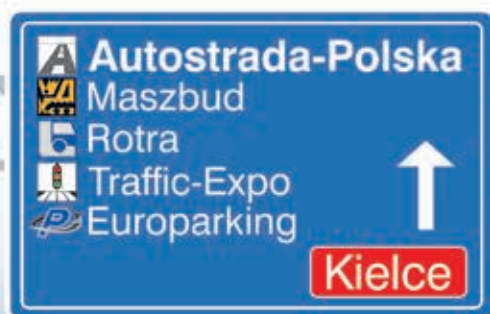 Autostrada-Polska
Maszbud
Rotra
Traffic-Expo
Europarking
Kielce